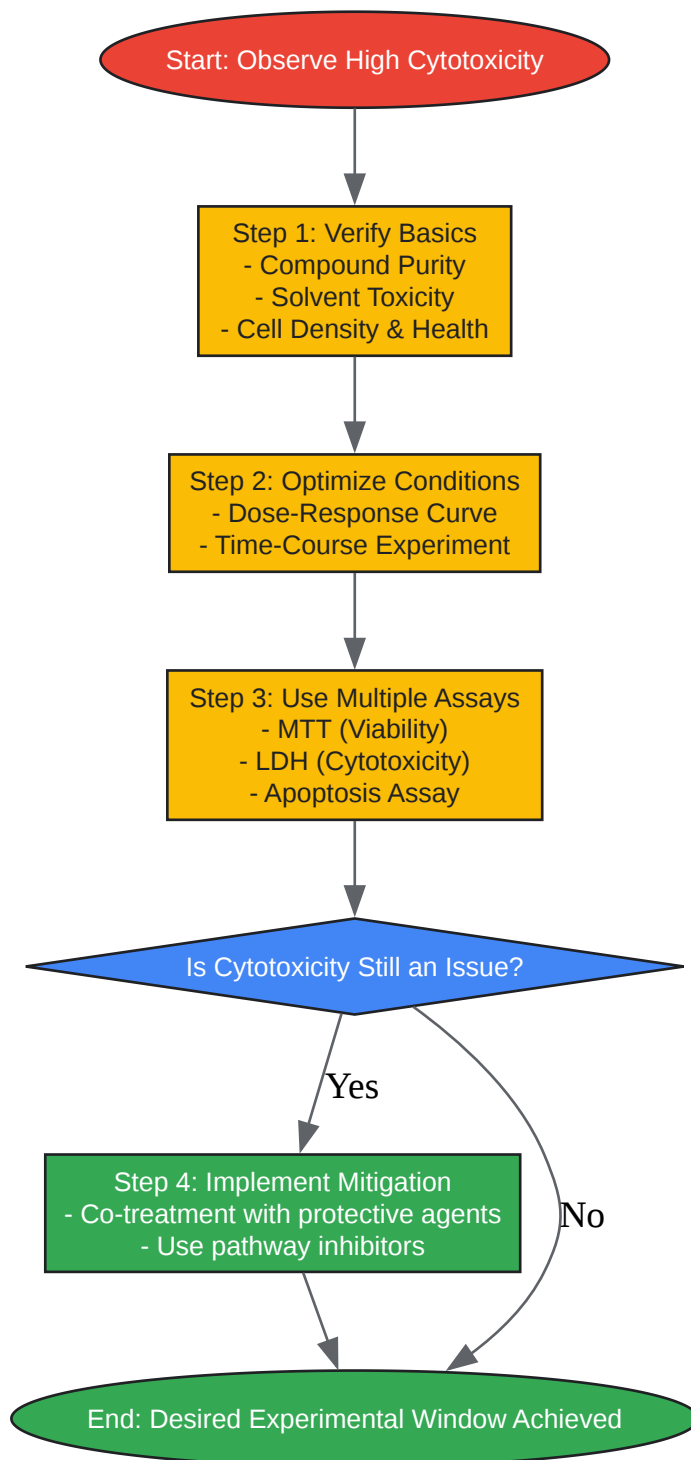 Start: Observe High Cytotoxicity
Step 1: Verify Basics
- Compound Purity
- Solvent Toxicity
- Cell Density & Health
Step 2: Optimize Conditions
- Dose-Response Curve
- Time-Course Experiment
Step 3: Use Multiple Assays
- MTT (Viability)
- LDH (Cytotoxicity)
- Apoptosis Assay
Is Cytotoxicity Still an Issue?
Yes
Step 4: Implement Mitigation
- Co-treatment with protective agents
- Use pathway inhibitors
No
End: Desired Experimental Window Achieved